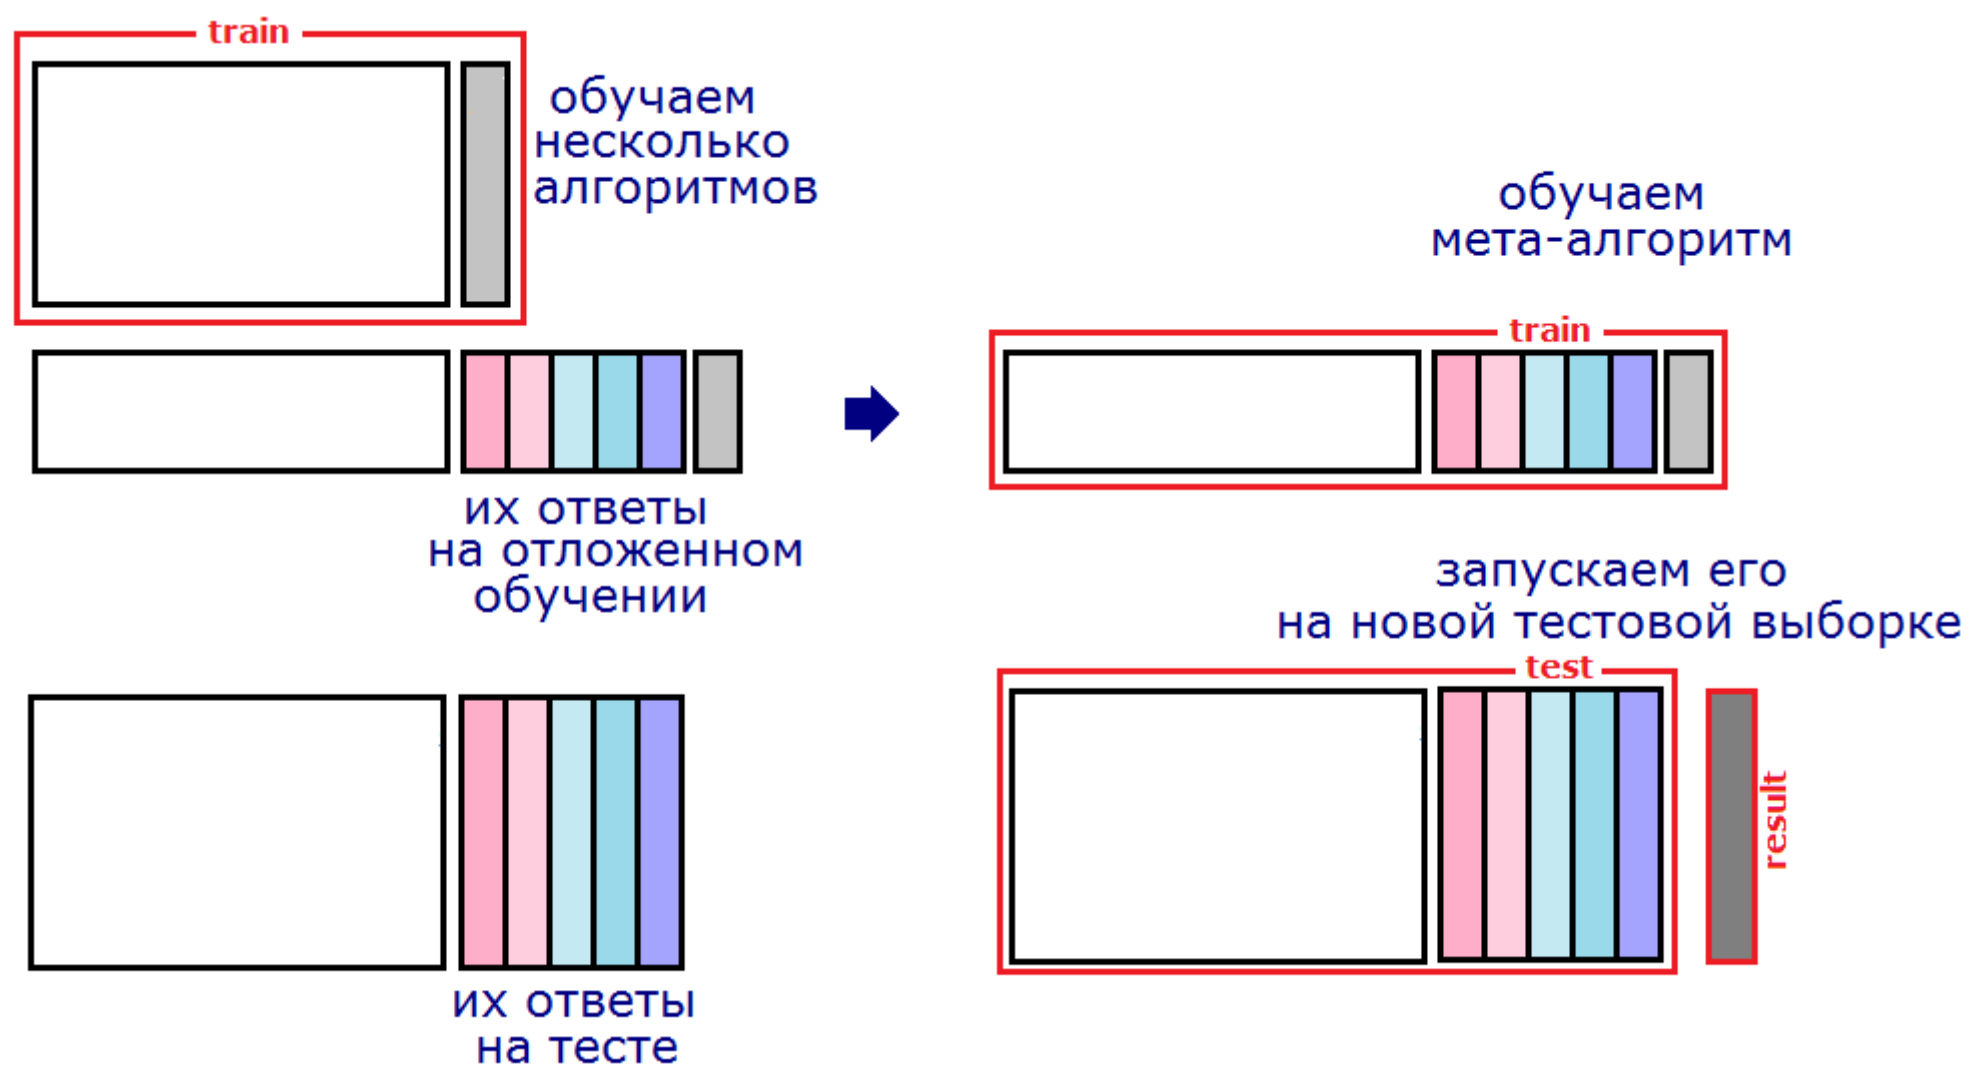 train
обучаем
несколько
алгоритмов
их ответы
на отложенном
обучении
их ответы
на тесте
обучаем
мета-алгоритм
train
запускаем его
на новой тестовой выборке
test
result